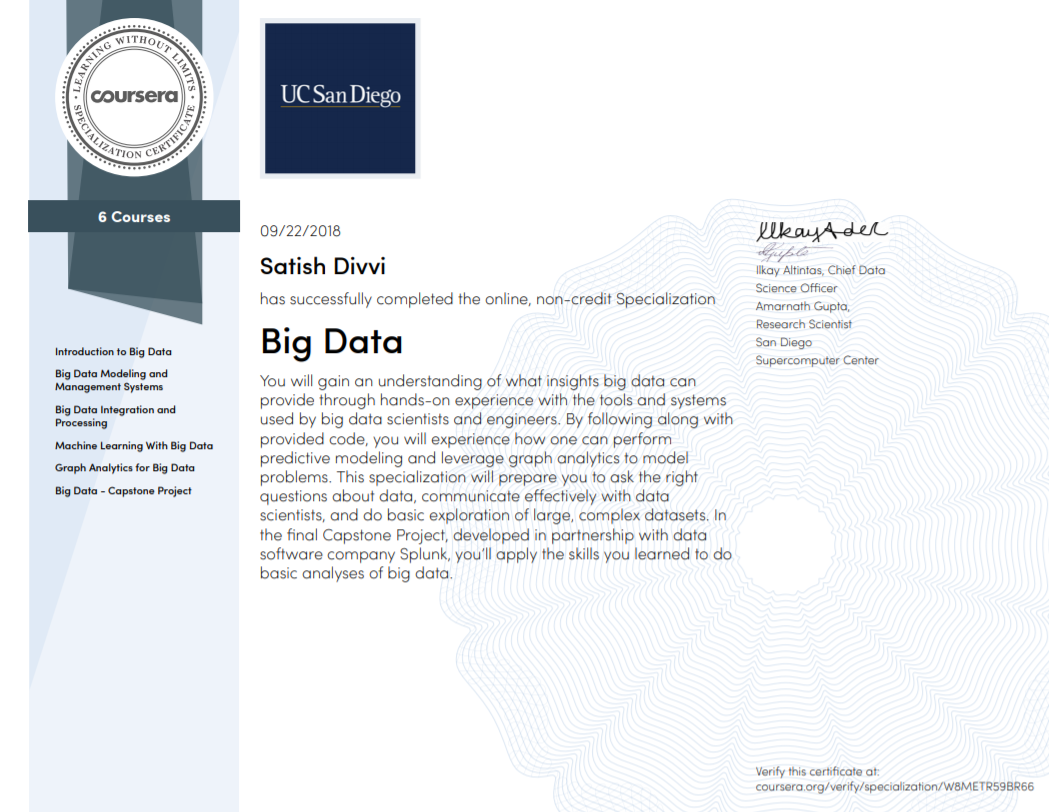 LEARNING WITHOUT LIMITS
coursera
SPECIALIZATION CERTIFICATE
6 Courses
Introduction to Big Data
Big Data Modeling and
Management Systems
Big Data Integration and
Processing
Machine Learning With Big Data
Graph Analytics for Big Data
Big Data – Capstone Project
UC San Diego
09/22/2018
Satish Divvi
has successfully completed the online, non-credit Specialization
Big Data
You will gain an understanding of what insights big data can
provide through hands-on experience with the tools and systems
used by big data scientists and engineers. By following along with
provided code, you will experience how one can perform
predictive modeling and leverage graph analytics to model
problems. This specialization will prepare you to ask the right
questions about data, communicate effectively with data
scientists, and do basic exploration of large, complex datasets. In
the final Capstone Project, developed in partnership with data
software company Splunk, you’ll apply the skills you learned to do
basic analyses of big data.
Ilkay Altintas, Chief Data
Science Officer
Amarnath Gupta,
Research Scientist
San Diego
Supercomputer Center
Verify this certificate at:
coursera.org/verify/specialization/W8METR59BR66